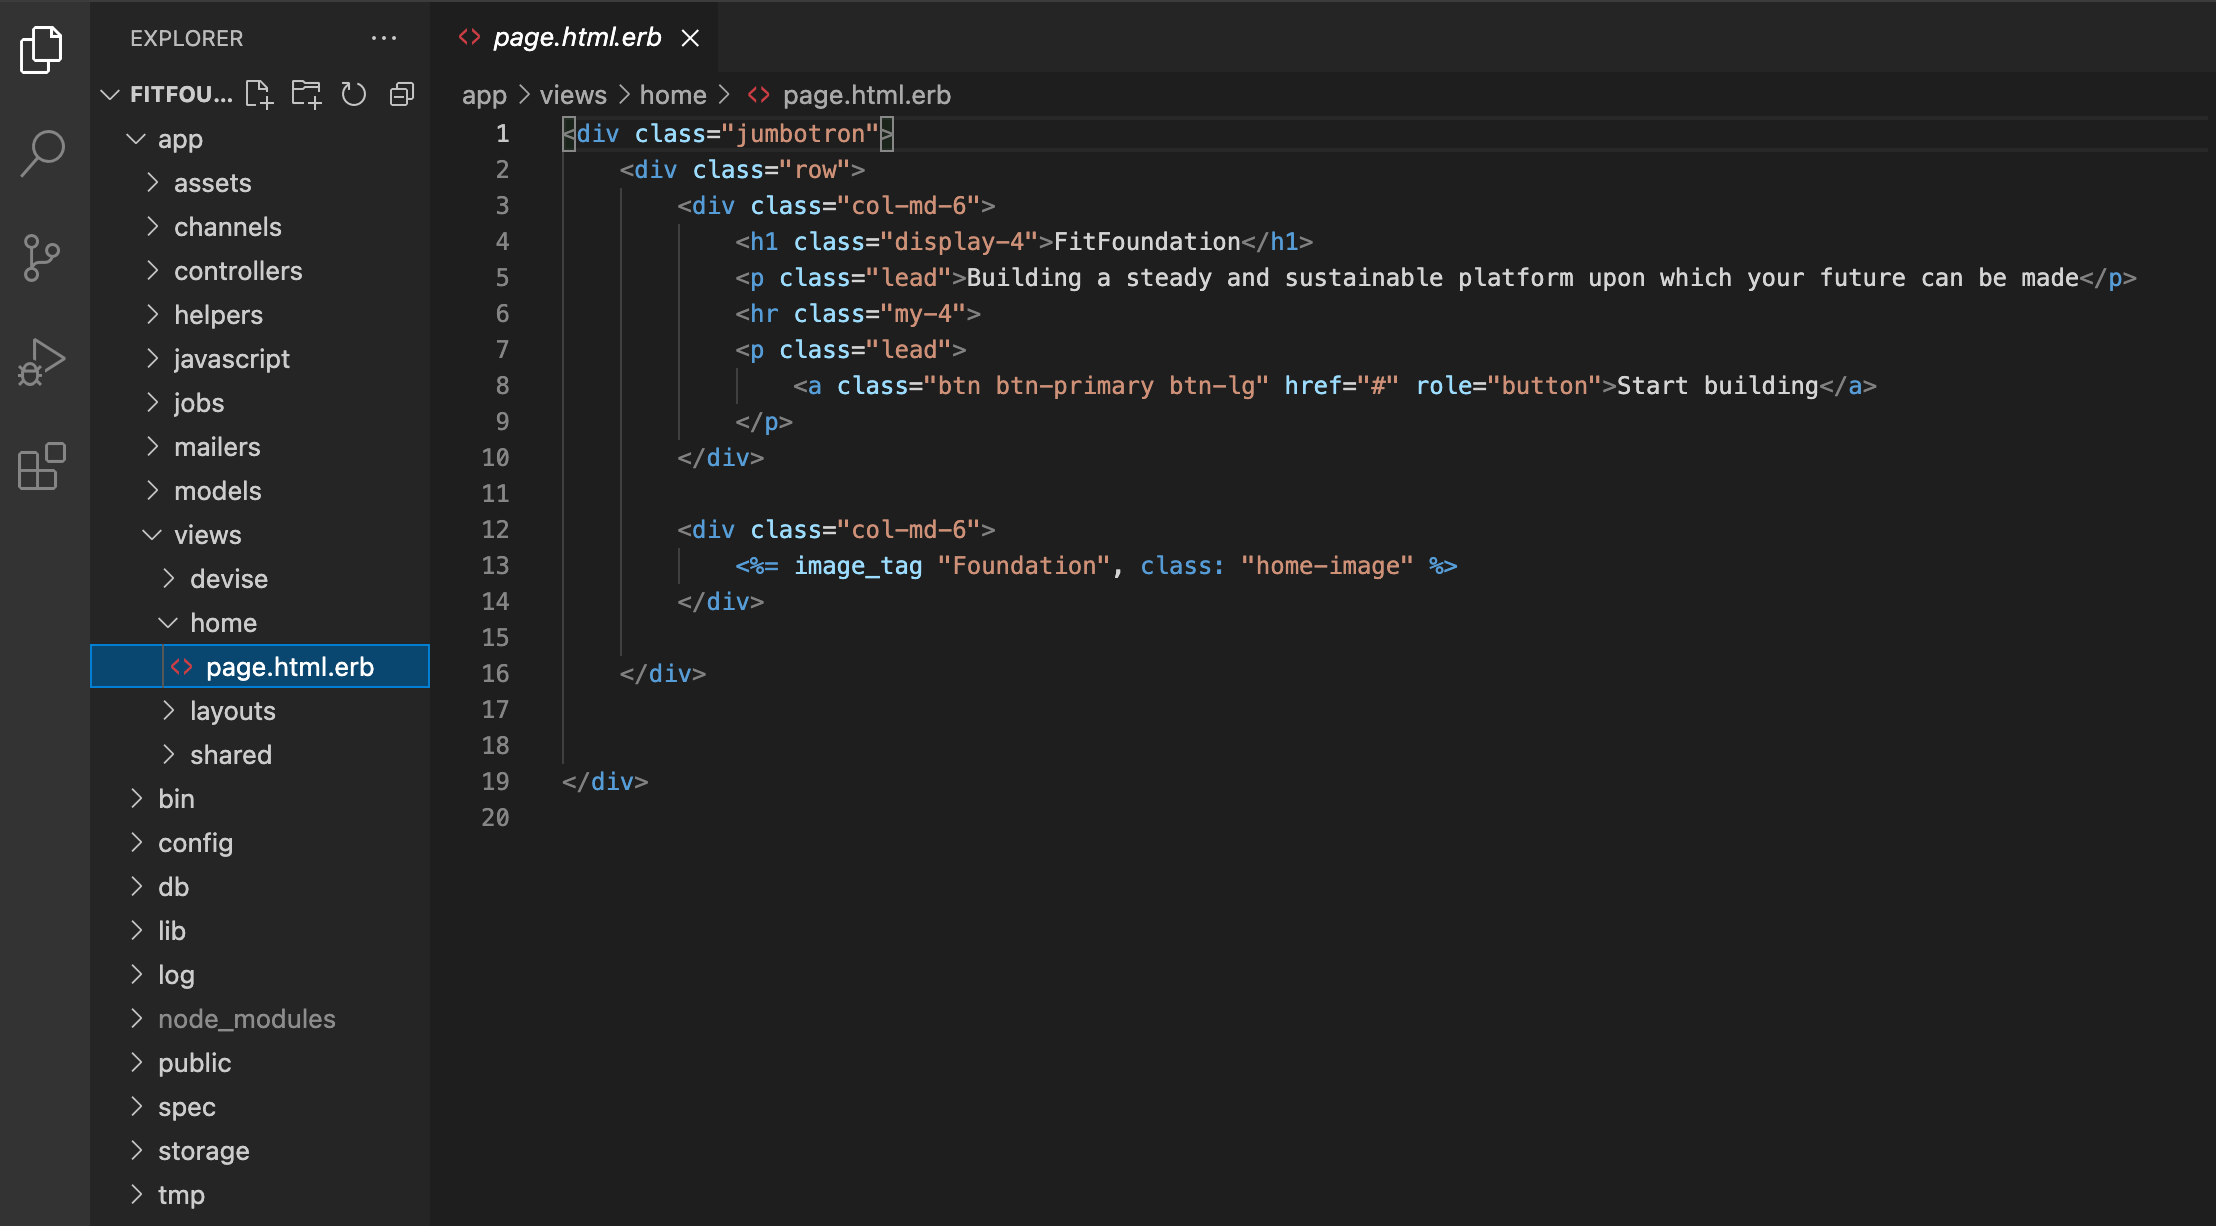 EXPLORER
FITFOU...
app
assets
channels
controllers
helpers
javascript
jobs
mailers
models
views
devise
home
page.html.erb
layouts
shared
bin
config
db
lib
log
node_modules
public
spec
storage
tmp
page.html.erb
app > views > home > page.html.erb
1 <div class="jumbotron">
2 <div class="row">
3 <div class="col-md-6">
4 <h1 class="display-4">FitFoundation</h1>
5 <p class="lead">Building a steady and sustainable platform upon which your future can be made</p>
6 <hr class="my-4">
7 <p class="lead">
8 <a class="btn btn-primary btn-lg" href="#" role="button">Start building</a>
9 </p>
10 </div>
11
12 <div class="col-md-6">
13 <%= image_tag "Foundation", class: "home-image" %>
14 </div>
15
16 </div>
17
18
19 </div>
20